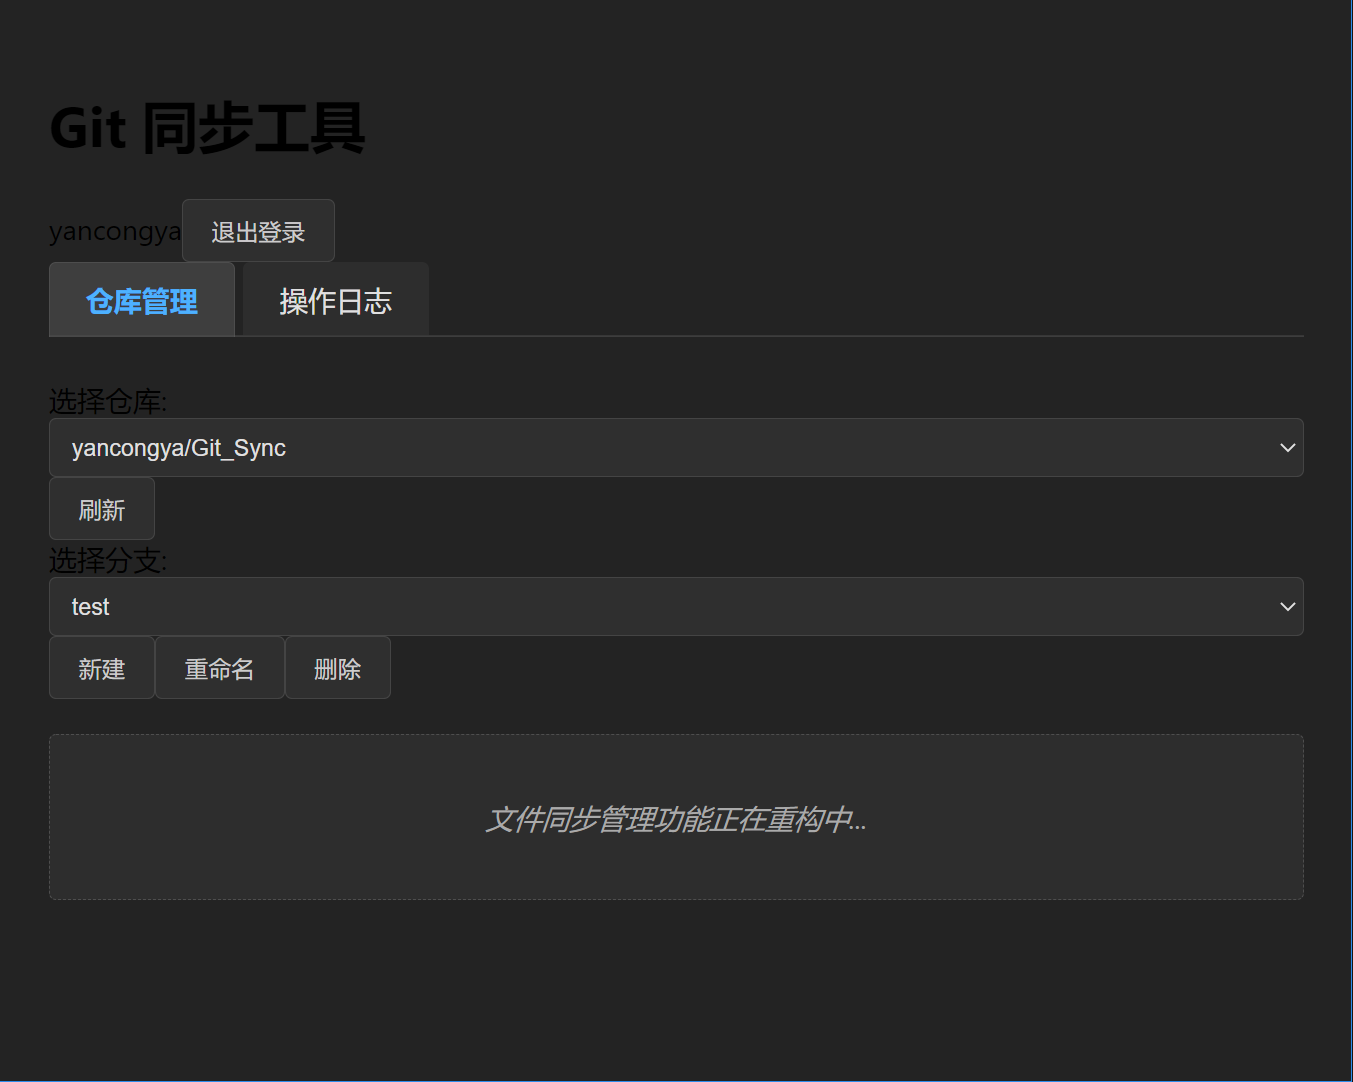 Git 同步工具
yancongya 退出登录
仓库管理 操作日志
选择仓库:
yancongya/Git_Sync
刷新
选择分支:
test
新建 重命名 删除
文件同步管理功能正在重构中...